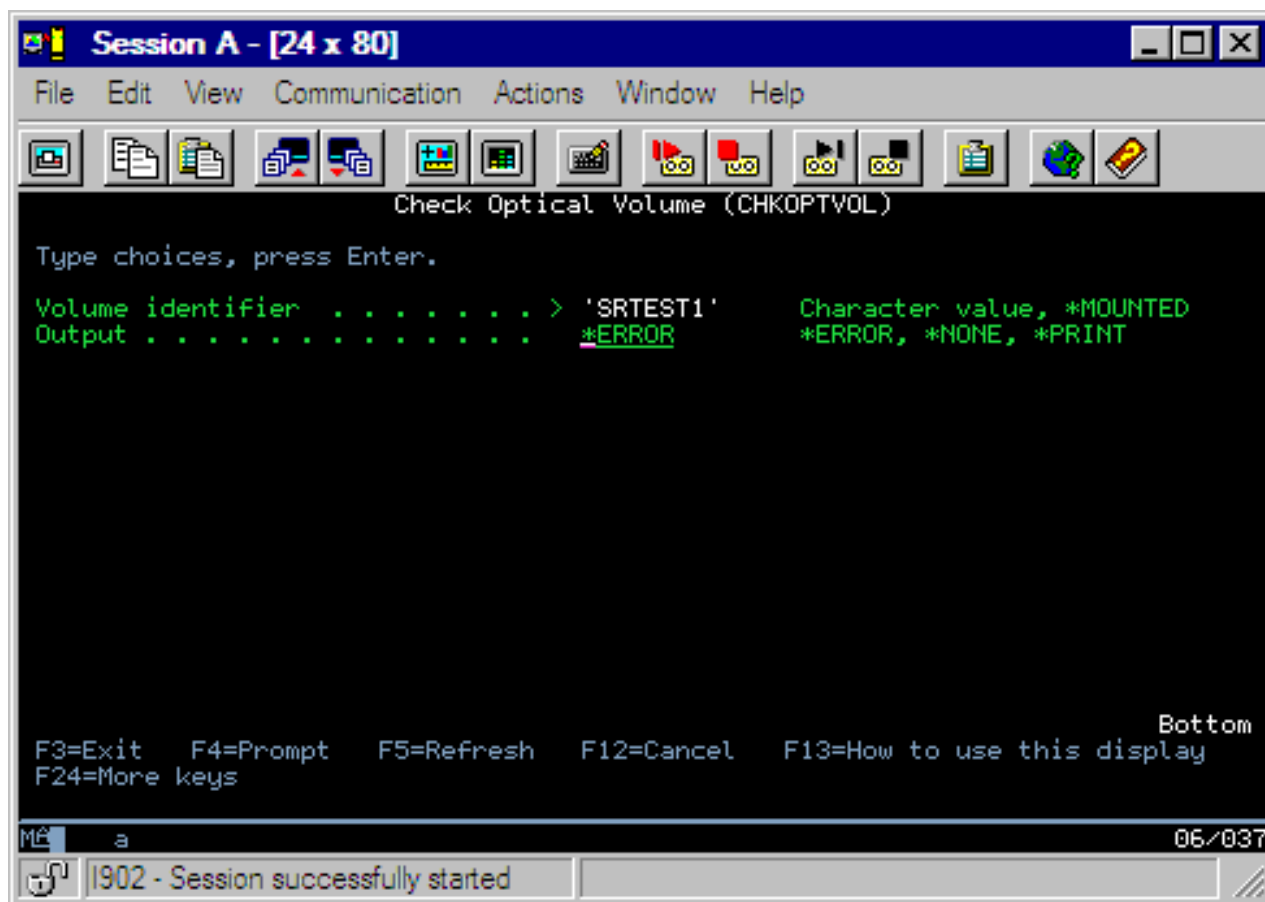 Session A - [24 x 80]
File Edit View Communication Actions Window Help
Check Optical Volume (CHKOPTVOL)
Type choices, press Enter.
Volume identifier . . . . . . . > 'SRTEST1' Character value, *MOUNTED
Output . . . . . . . . . . . . . *ERROR *ERROR, *NONE, *PRINT
Bottom
F3=Exit F4=Prompt F5=Refresh F12=Cancel F13=How to use this display
F24=More keys
a 06/037
I902 - Session successfully started